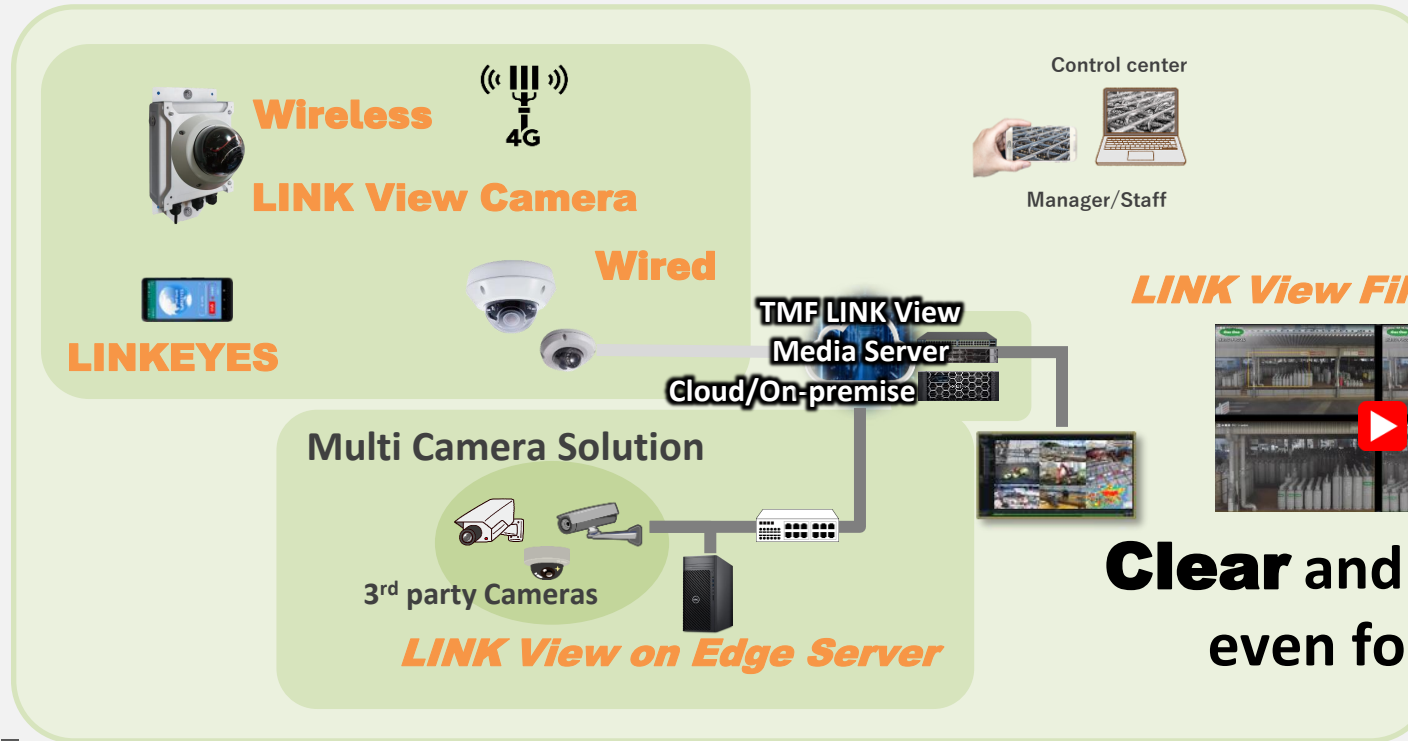 Wireless
4G
LINK View Camera
Wired
LINKEYES
Control center
Manager/Staff
TMF LINK View
Media Server
Cloud/On-premise
Multi Camera Solution
3rd party Cameras
LINK View on Edge Server
LINK View
Clear and
even fo